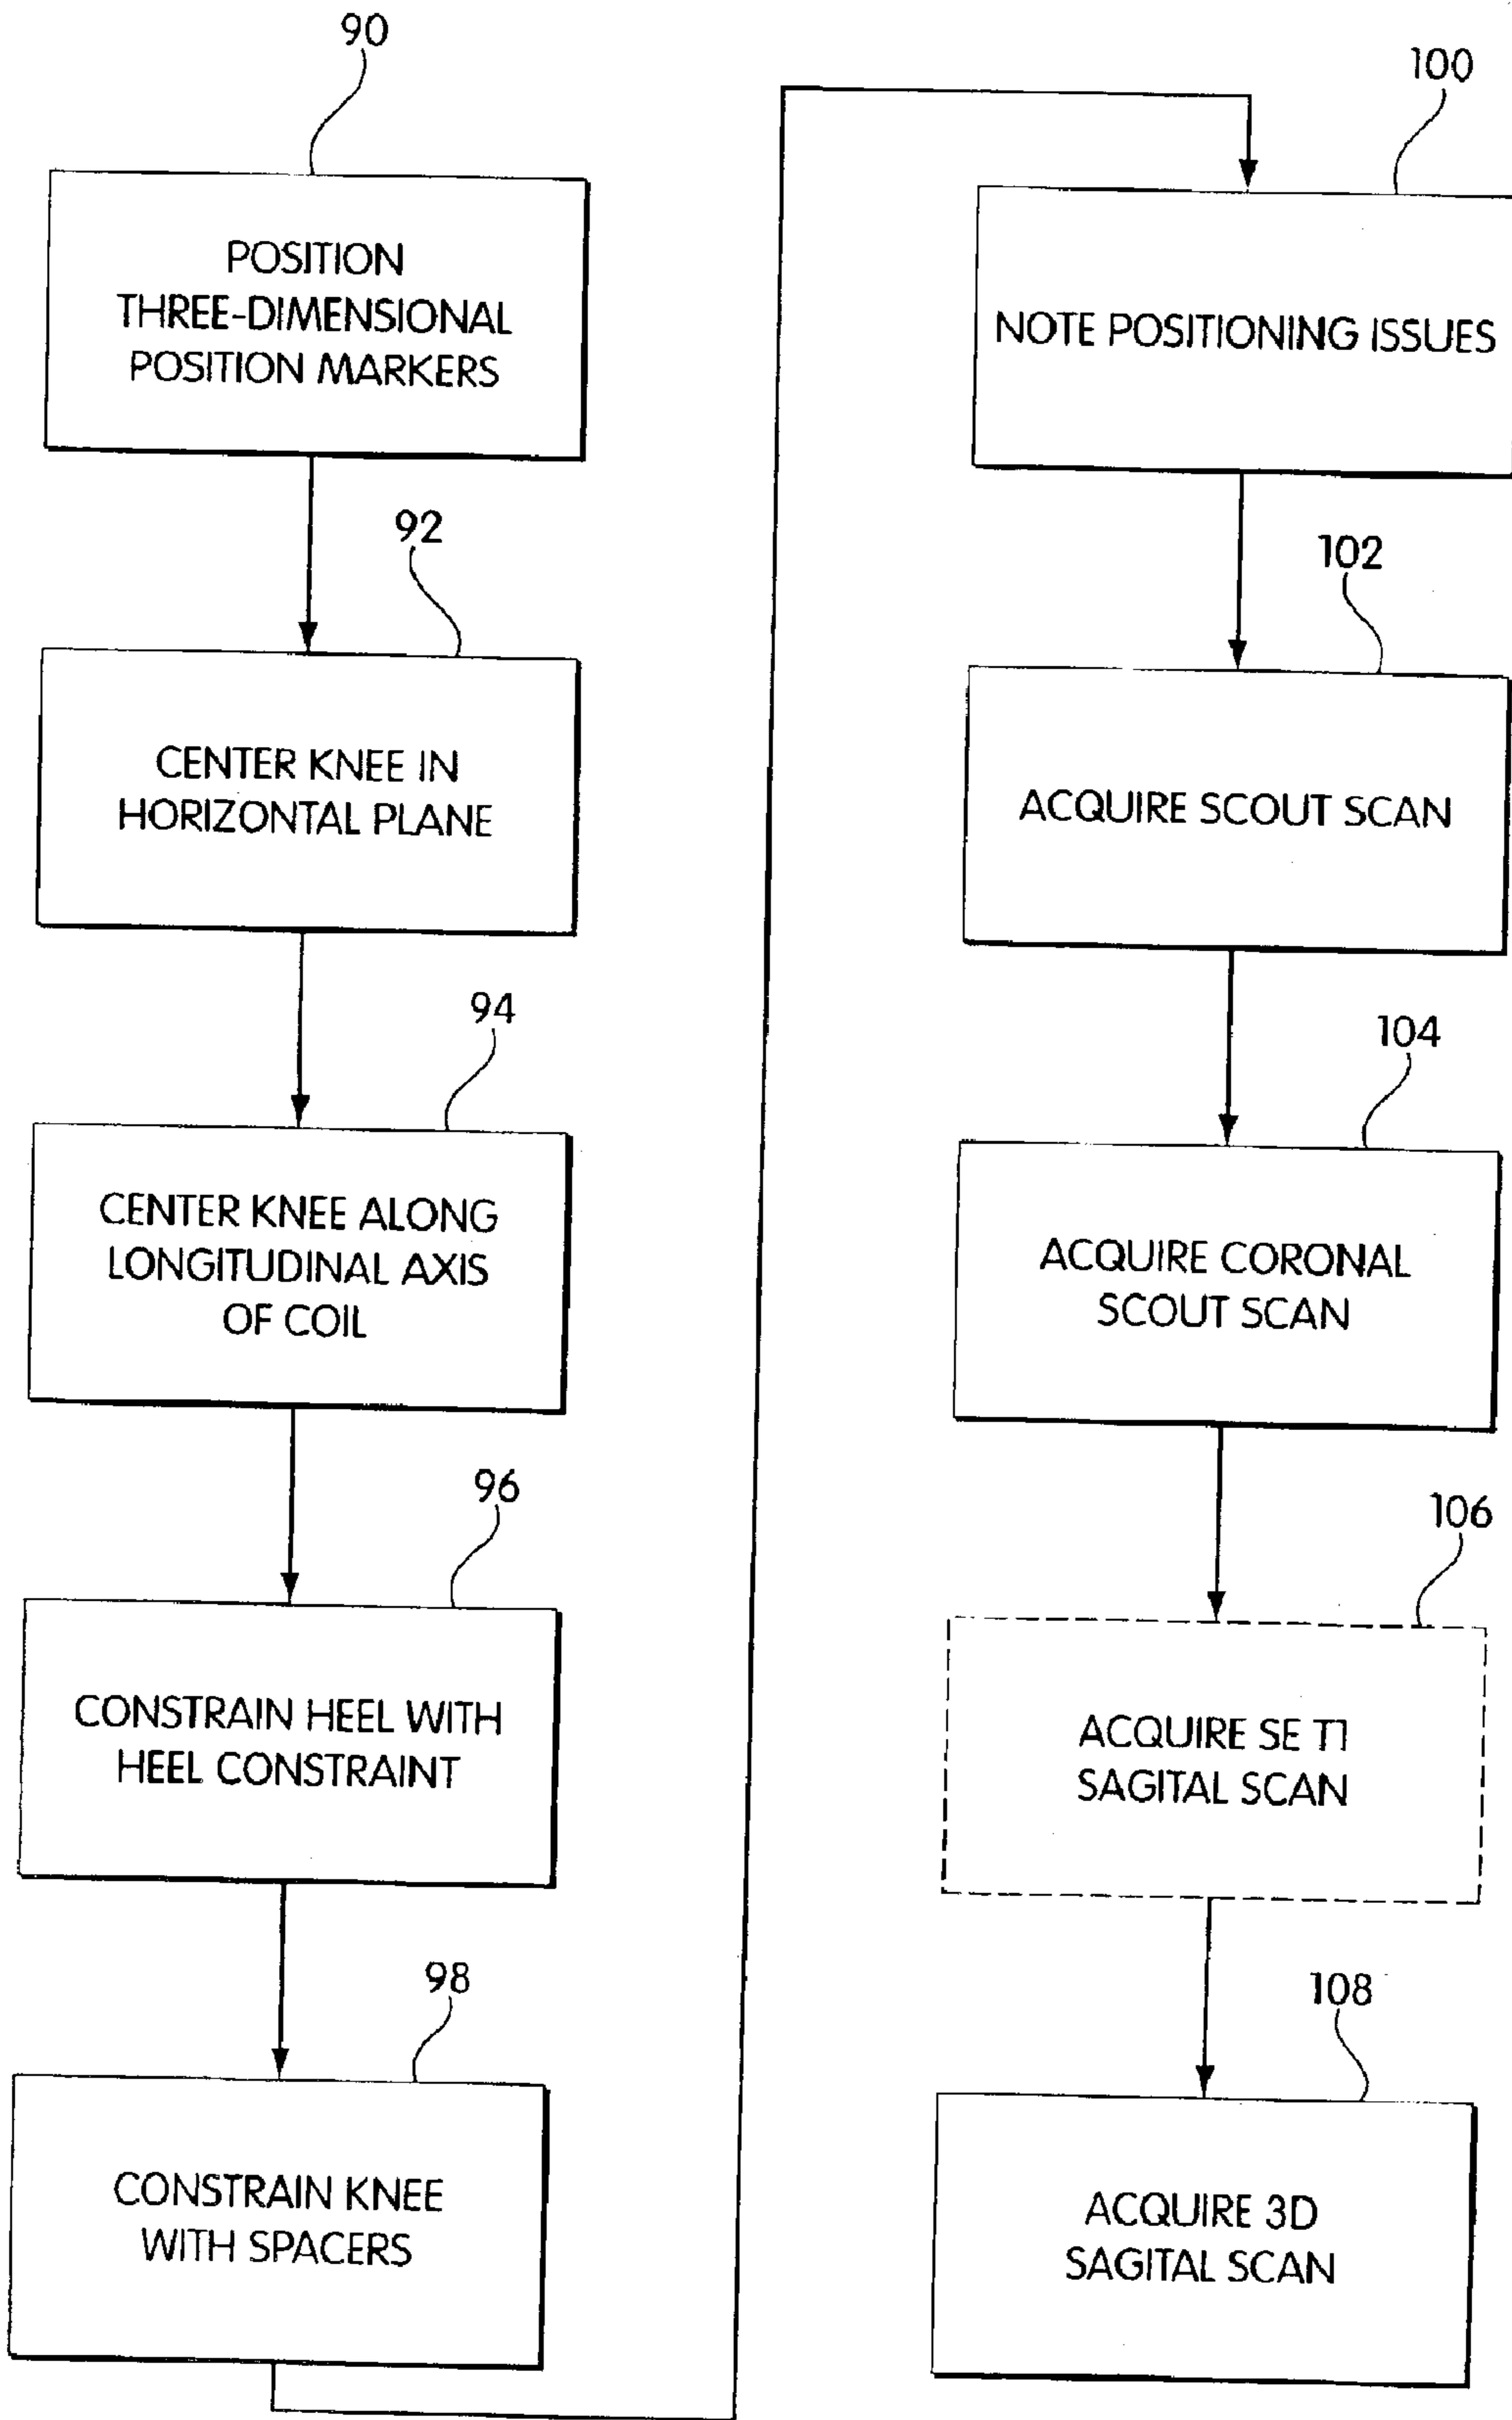 90
POSITION
THREE-DIMENSIONAL
POSITION MARKERS
92
CENTER KNEE IN
HORIZONTAL PLANE
94
CENTER KNEE ALONG
LONGITUDINAL AXIS
OF COIL
96
CONSTRAIN HEEL WITH
HEEL CONSTRAINT
98
CONSTRAIN KNEE
WITH SPACERS
100
NOTE POSITIONING ISSUES
102
ACQUIRE SCOUT SCAN
104
ACQUIRE CORONAL
SCOUT SCAN
106
ACQUIRE SE T1
SAGITAL SCAN
108
ACQUIRE 3D
SAGITAL SCAN